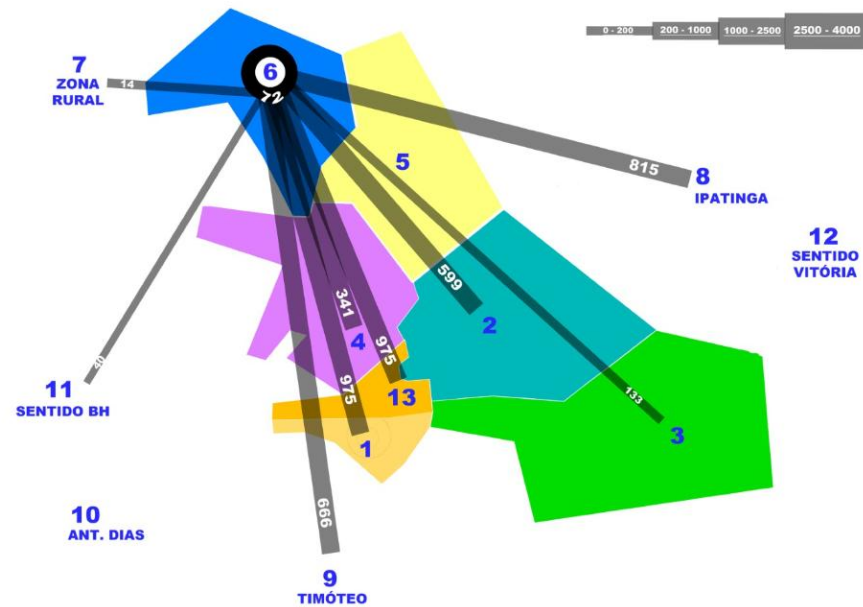 0 - 200
200 - 1000
1000 - 2500
2500 - 4000
6
72
7
ZONA
RURAL
14
5
815
8
IPATINGA
12
SENTIDO
VITÓRIA
599
2
341
4
975
975
13
133
3
1
40
11
SENTIDO BH
666
10
ANT. DIAS
9
TIMÓTEO